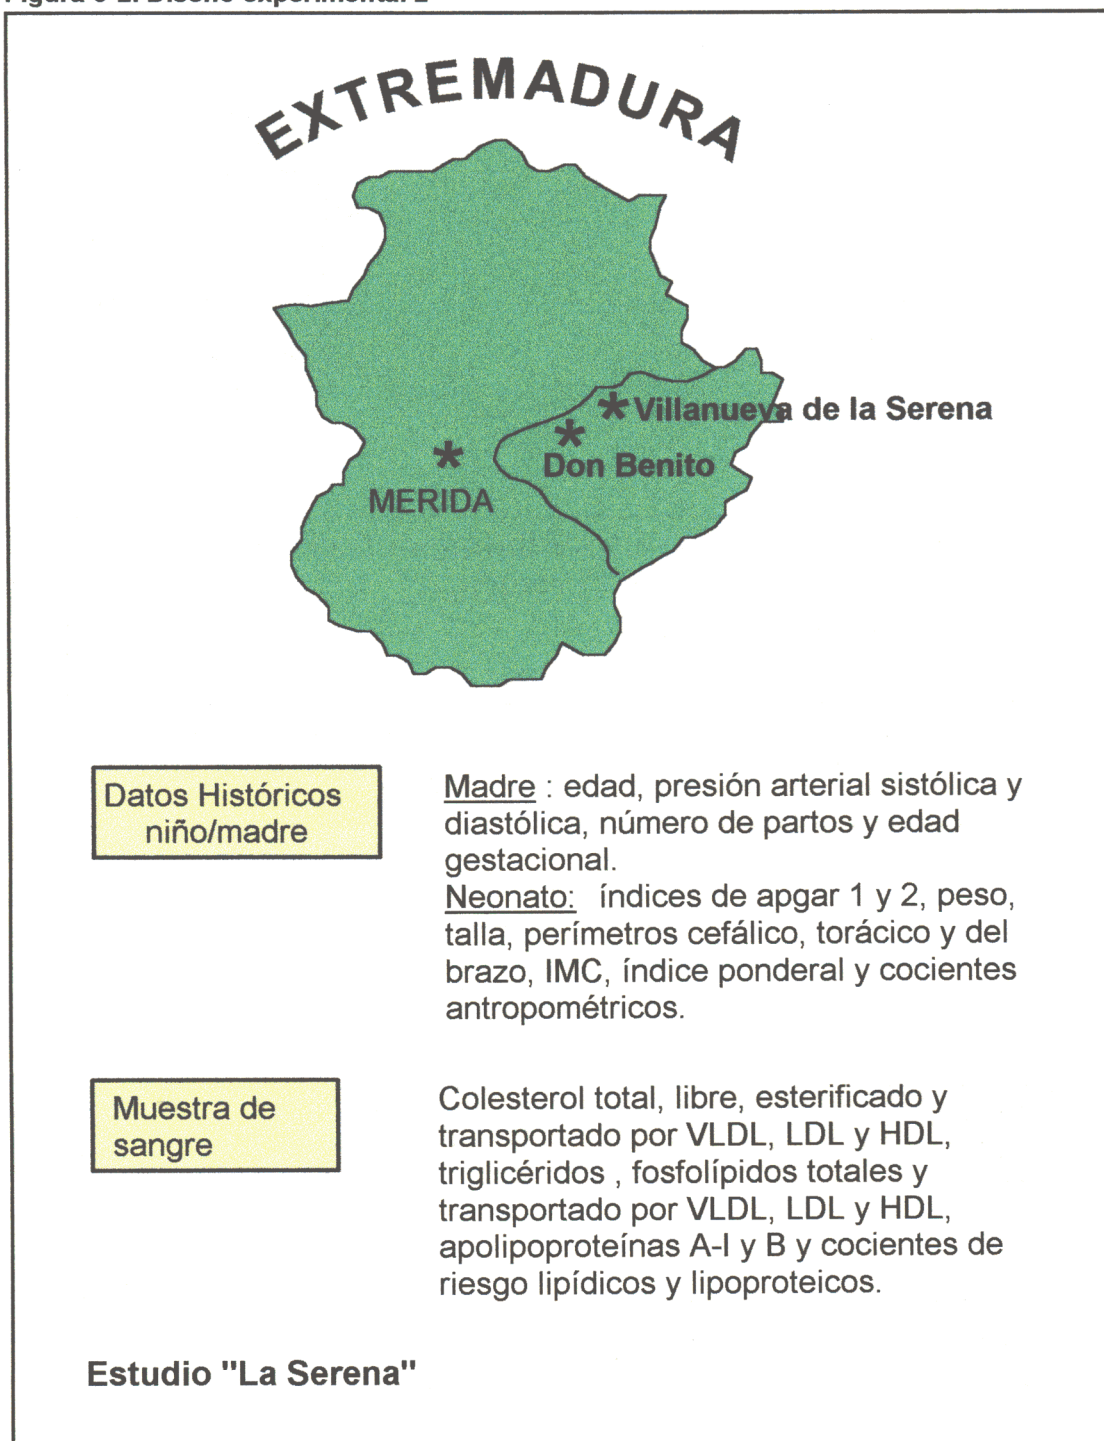 EXTREMADURA
Villanueva de la Serena
Don Benito
MERIDA
Datos Históricos
niño/madre
Madre : edad, presión arterial sistólica y
diastólica, número de partos y edad
gestacional.
Neonato: índices de apgar 1 y 2, peso,
talla, perímetros cefálico, torácico y del
brazo, IMC, índice ponderal y cocientes
antropométricos.
Muestra de
sangre
Colesterol total, libre, esterificado y
transportado por VLDL, LDL y HDL,
triglicéridos , fosfolípidos totales y
transportado por VLDL, LDL y HDL,
apolipoproteínas A-I y B y cocientes de
riesgo lipídicos y lipoproteicos.
Estudio "La Serena"